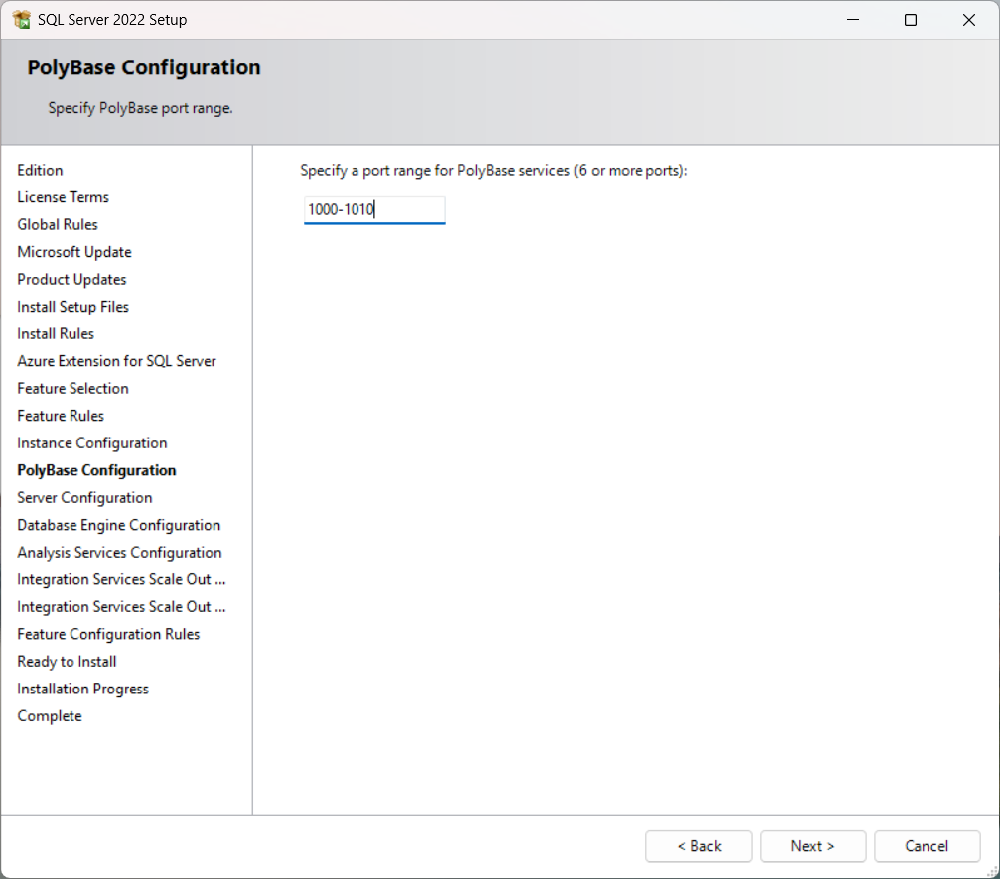 SQL Server 2022 Setup
PolyBase Configuration
Specify PolyBase port range.
Edition
License Terms
Global Rules
Microsoft Update
Product Updates
Install Setup Files
Install Rules
Azure Extension for SQL Server
Feature Selection
Feature Rules
Instance Configuration
PolyBase Configuration
Server Configuration
Database Engine Configuration
Analysis Services Configuration
Integration Services Scale Out ...
Integration Services Scale Out ...
Feature Configuration Rules
Ready to Install
Installation Progress
Complete
Specify a port range for PolyBase services (6 or more ports):
1000-1010
< Back
Next >
Cancel